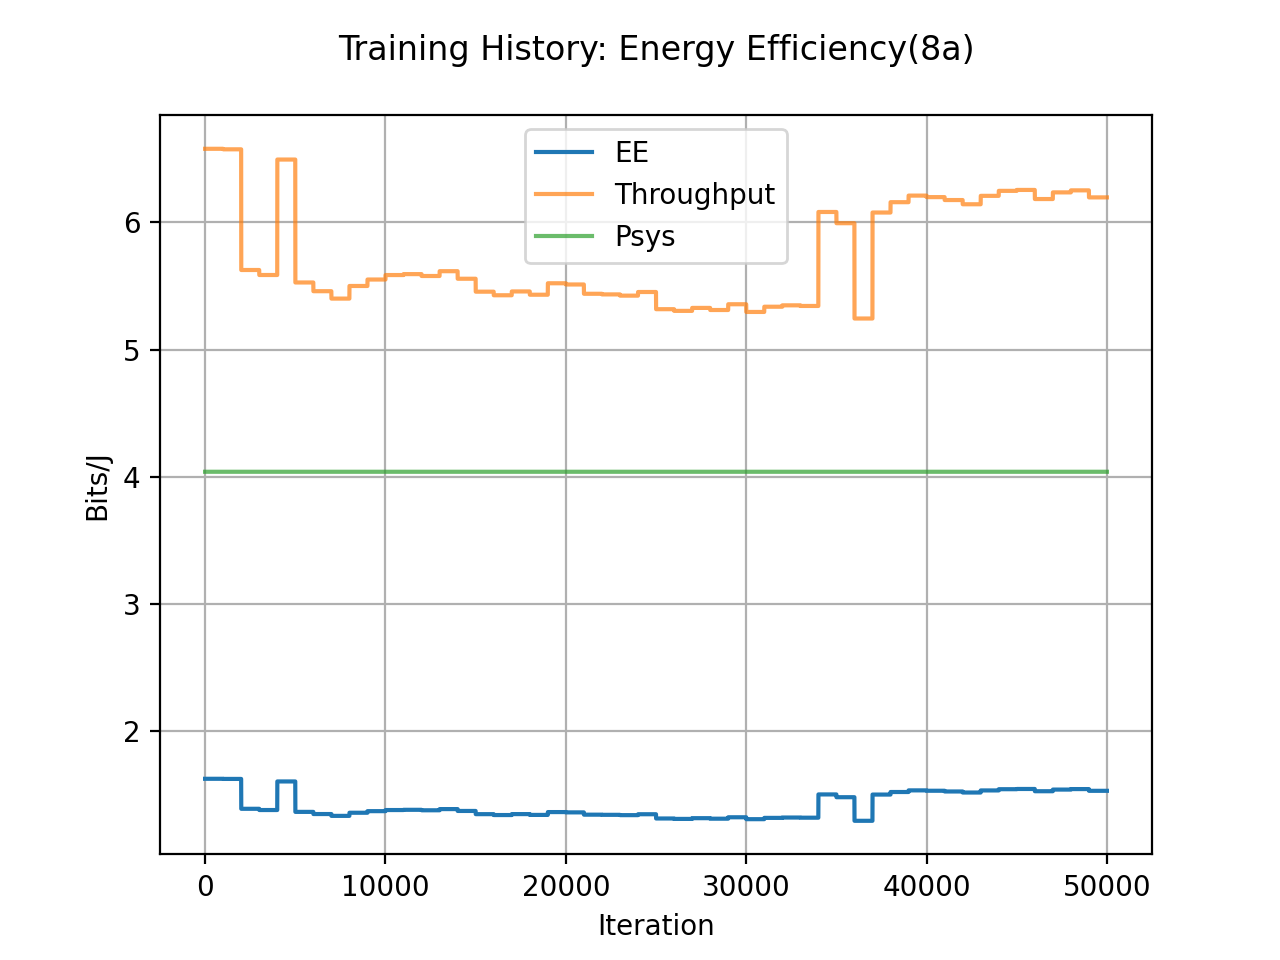 Training History: Energy Efficiency(8a)
EE
Throughput
Psys
6
5
4
3
2
Bits/J
0 10000 20000 30000 40000 50000
Iteration